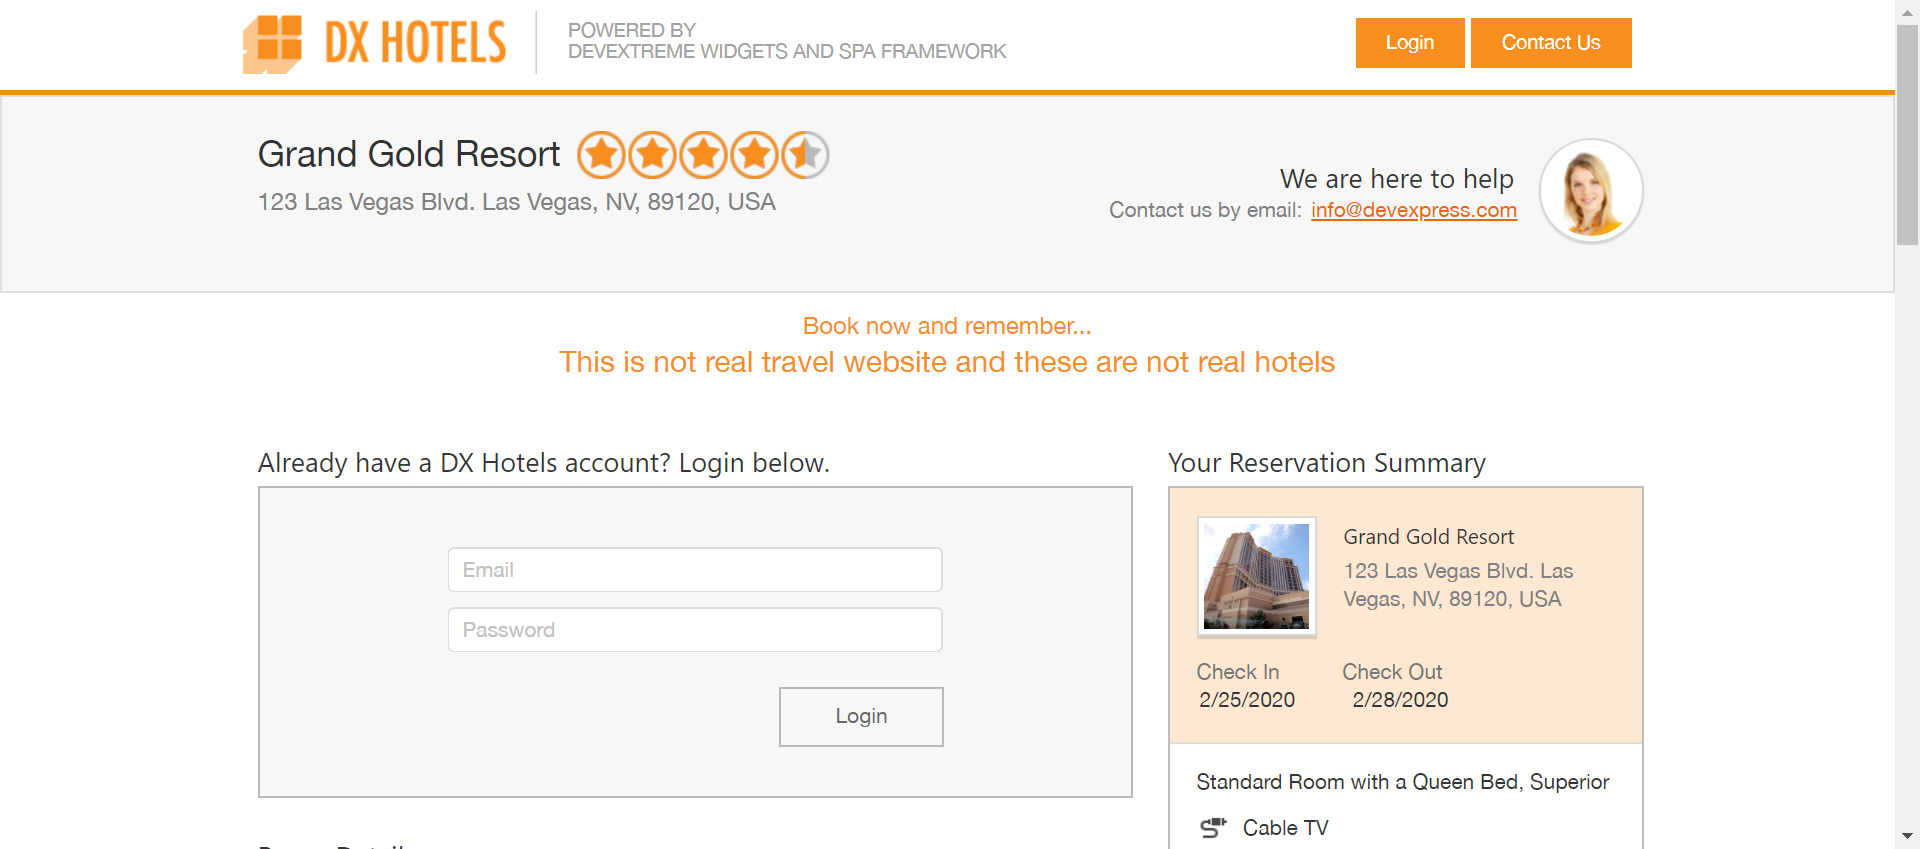 DX HOTELS
POWERED BY
DEVEXTREME WIDGETS AND SPA FRAMEWORK
Login
Contact Us
Grand Gold Resort
123 Las Vegas Blvd. Las Vegas, NV, 89120, USA
We are here to help
Contact us by email: info@devexpress.com
Book now and remember...
This is not real travel website and these are not real hotels
Already have a DX Hotels account? Login below.
Email
Password
Login
Your Reservation Summary
Grand Gold Resort
123 Las Vegas Blvd. Las
Vegas, NV, 89120, USA
Check In
Check Out
2/25/2020
2/28/2020
Standard Room with a Queen Bed, Superior
Cable TV